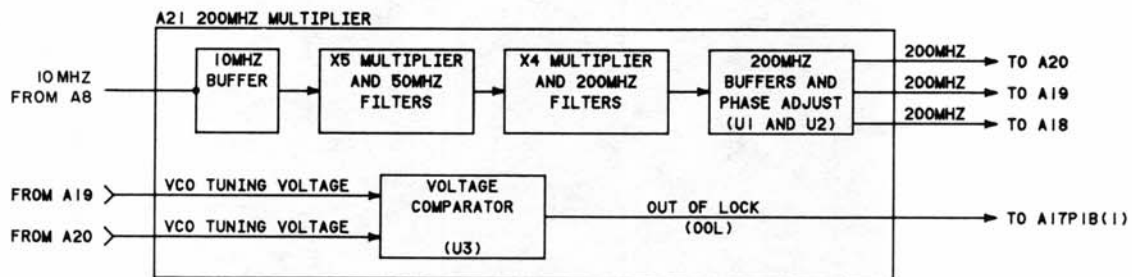 A21 200MHZ MULTIPLIER
10MHZ
FROM A8
10MHZ
BUFFER
X5 MULTIPLIER
AND 50MHZ
FILTERS
X4 MULTIPLIER
AND 200MHZ
FILTERS
200MHZ
BUFFERS AND
PHASE ADJUST
(U1 AND U2)
200MHZ
TO A20
200MHZ
TO A19
200MHZ
TO A18
FROM A19
VCO TUNING VOLTAGE
FROM A20
VCO TUNING VOLTAGE
VOLTAGE
COMPARATOR
(U3)
OUT OF LOCK
(OOL)
TO A17P1B(1)